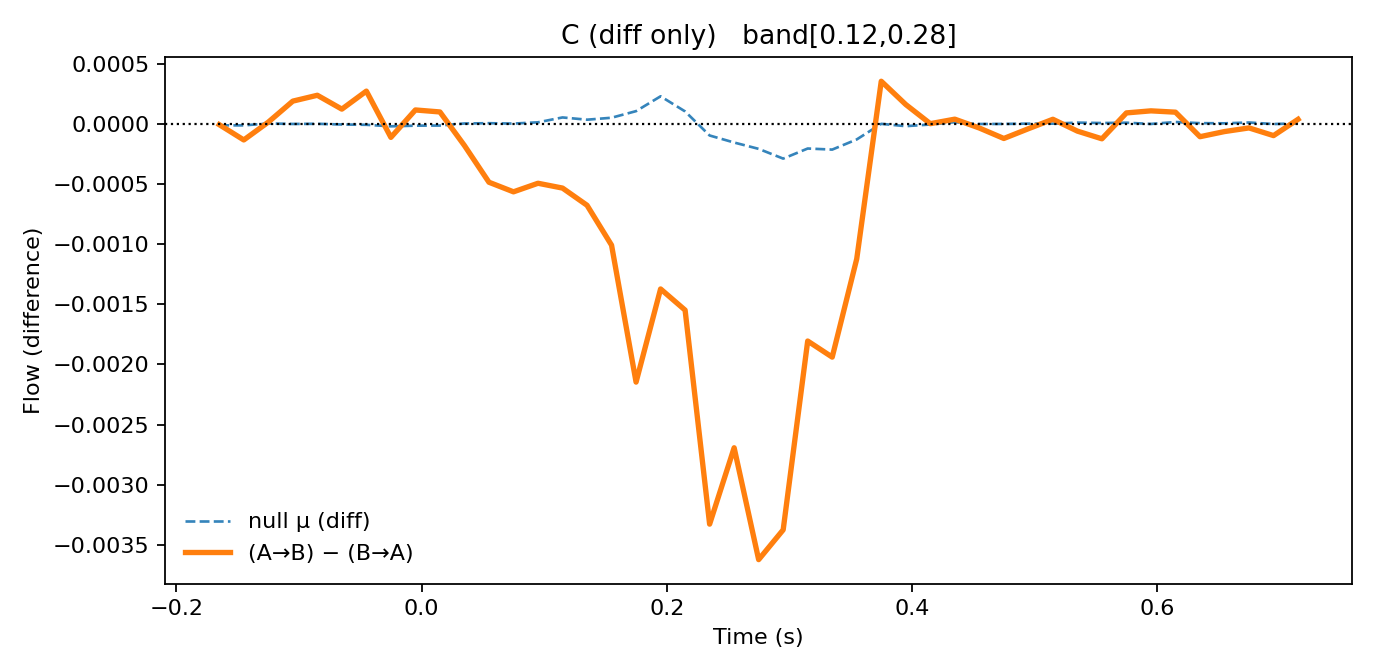 C (diff only)   band[0.12,0.28]
0.0005
0.0000
−0.0005
−0.0010
−0.0015
−0.0020
−0.0025
−0.0030
−0.0035
Flow (difference)
null μ (diff)
(A→B) − (B→A)
−0.2
0.0
0.2
0.4
0.6
Time (s)